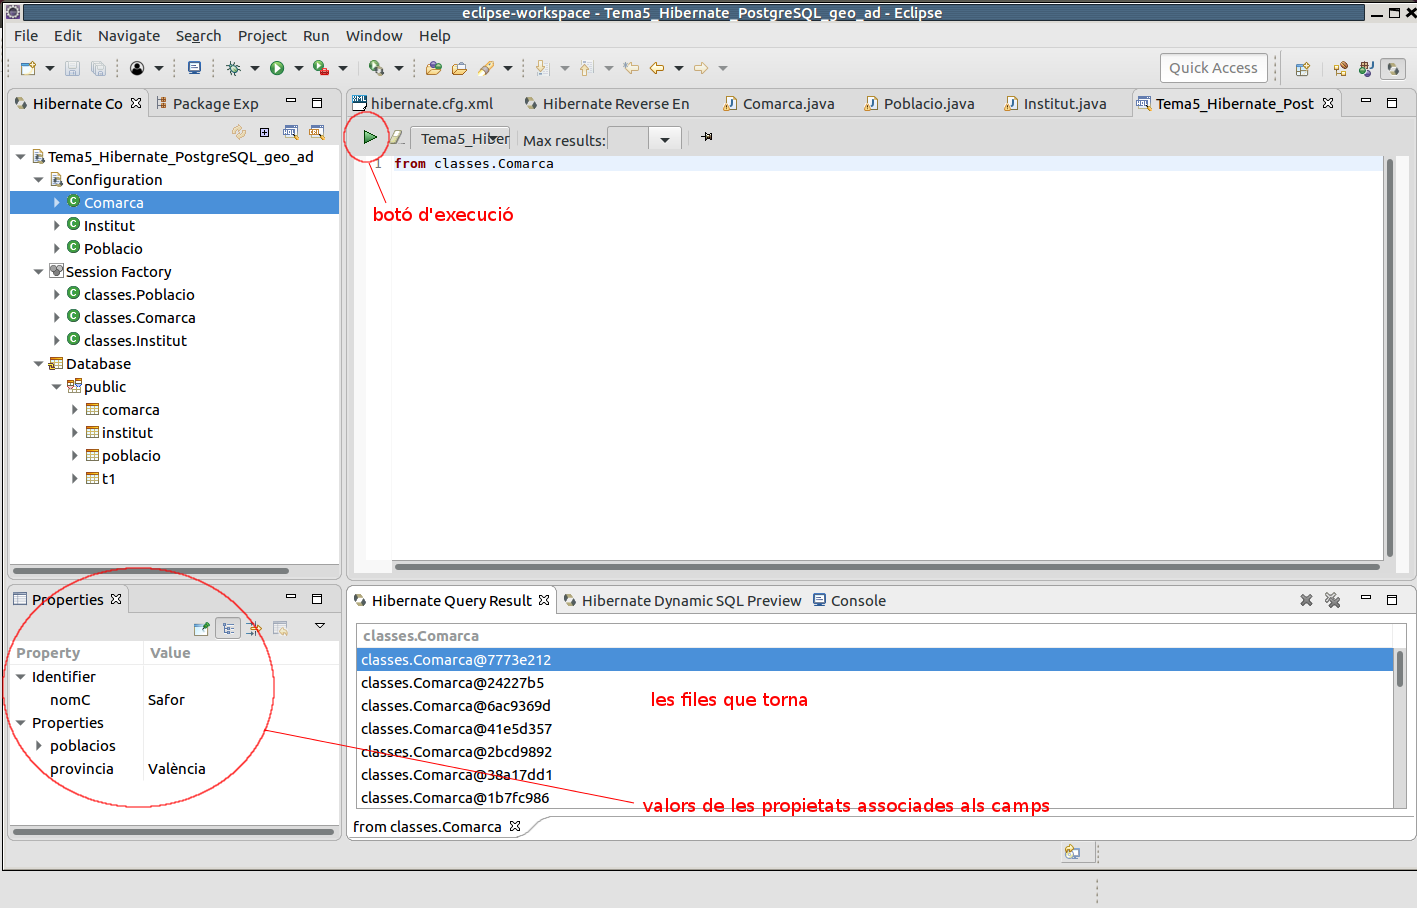 eclipse-workspace - Tema5_Hibernate_PostgreSQL_geo_ad - Eclipse
File Edit Navigate Search Project Run Window Help
Quick Access
Hibernate Co
Package Exp
hibernate.cfg.xml
Hibernate Reverse En
Comarca.java
Poblacio.java
Institut.java
Tema5_Hibernate_Post
Tema5_Hiber
Max results:
1 from classes.Comarca
botó d'execució
Tema5_Hibernate_PostgreSQL_geo_ad
Configuration
Comarca
Institut
Poblacio
Session Factory
classes.Poblacio
classes.Comarca
classes.Institut
Database
public
comarca
institut
poblacio
t1
Properties
Property Value
Identifier
nomC Safor
Properties
poblacios
provincia València
Hibernate Query Result
Hibernate Dynamic SQL Preview
Console
classes.Comarca
classes.Comarca@7773e212
classes.Comarca@24227b5
classes.Comarca@6ac9369d
classes.Comarca@41e5d357
classes.Comarca@2bcd9892
classes.Comarca@38a17dd1
classes.Comarca@1b7fc986
les files que torna
valors de les propietats associades als camps
from classes.Comarca